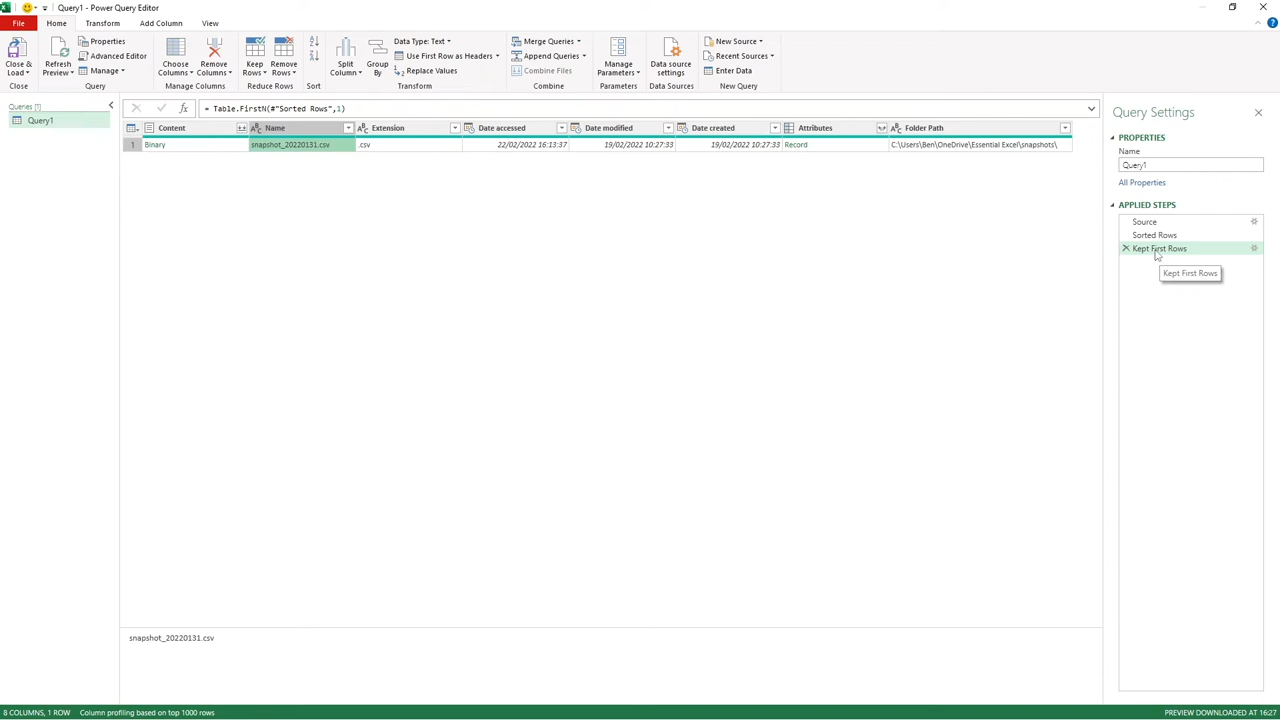 Query1 - Power Query Editor
File Home Transform Add Column View
Close & Load
Close
Refresh Preview
Properties
Advanced Editor
Manage
Query
Choose Columns
Remove Columns
Manage Columns
Keep Rows
Remove Rows
Reduce Rows
Sort
Split Column
Group By
Data Type: Text
Use First Row as Headers
Replace Values
Transform
Merge Queries
Append Queries
Combine Files
Combine
Manage Parameters
Parameters
Data source settings
Data Sources
New Source
Recent Sources
Enter Data
New Query
Queries [1]
Query1
fx = Table.FirstN(#"Sorted Rows",1)
Content ABC Name ABC Extension Date accessed Date modified Date created Attributes ABC Folder Path
1 Binary snapshot_20220131.csv .csv 22/02/2022 16:13:37 19/02/2022 10:27:33 19/02/2022 10:27:33 Record C:\Users\Ben\OneDrive\Essential Excel\snapshots\
snapshot_20220131.csv
Query Settings
PROPERTIES
Name
Query1
All Properties
APPLIED STEPS
Source
Sorted Rows
Kept First Rows
Kept First Rows
8 COLUMNS, 1 ROW Column profiling based on top 1000 rows
PREVIEW DOWNLOADED AT 16:27